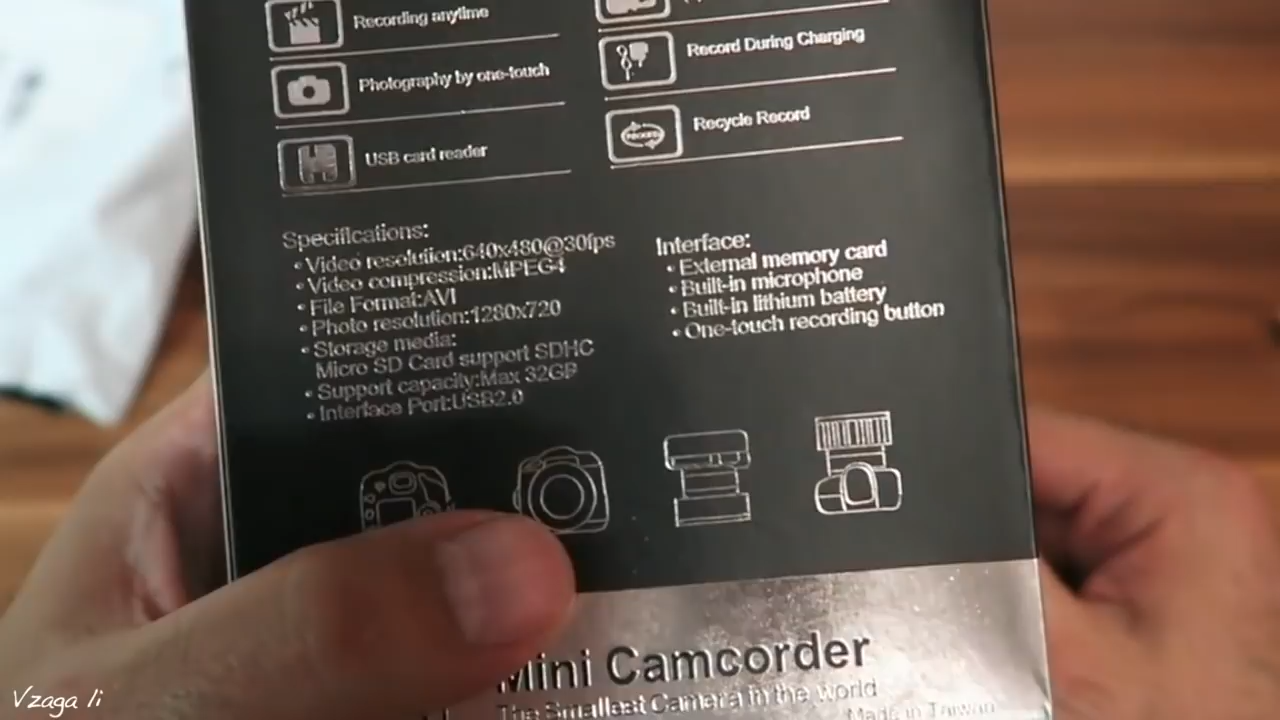 Recording anytime
Photography by one-touch
USB card reader
Record During Charging
RECORD
Recycle Record
Specifications:
• Video resolution:640x480@30fps
• Video compression:MPEG4
• File Format:AVI
• Photo resolution:1280x720
• Storage media:
Micro SD Card support SDHC
• Support capacity:Max 32GB
• Interface Port:USB2.0
Interface:
• External memory card
• Built-in microphone
• Built-in lithium battery
• One-touch recording button
Mini Camcorder
The Smallest Camera in the world
Made in Taiwan
Vzaga li